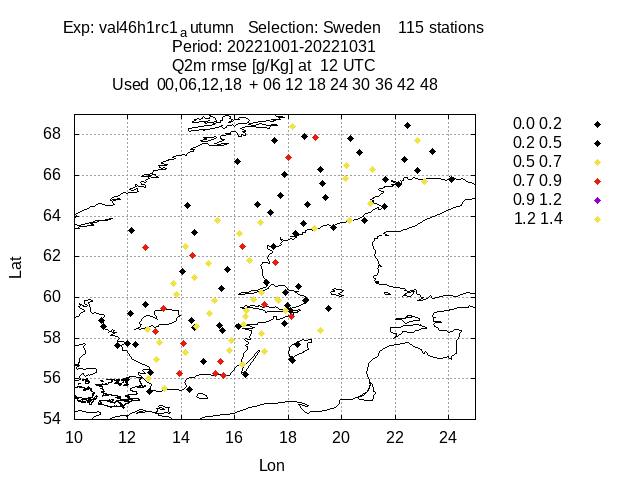 Exp: val46h1rc1autumn Selection: Sweden 115 stations
Period: 20221001-20221031
Q2m rmse [g/Kg] at 12 UTC
Used 00,06,12,18 + 06 12 18 24 30 36 42 48
68
66
64
62
60
58
56
54
Lat
10 12 14 16 18 20 22 24
Lon
0.0 0.2
0.2 0.5
0.5 0.7
0.7 0.9
0.9 1.2
1.2 1.4